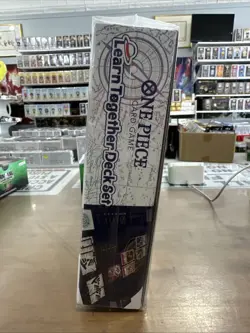 ONE PIECE
CARD GAME
Learn Together Deck Set